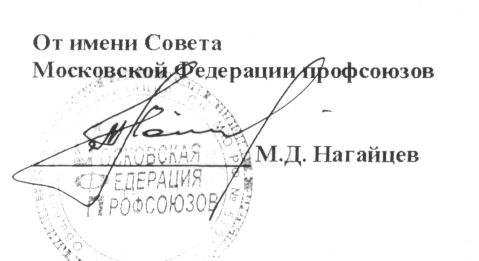 От имени Совета
Московской Федерации профсоюзов
М.Д. Нагайцев
МОСКОВСКАЯ
ФЕДЕРАЦИЯ
ПРОФСОЮЗОВ